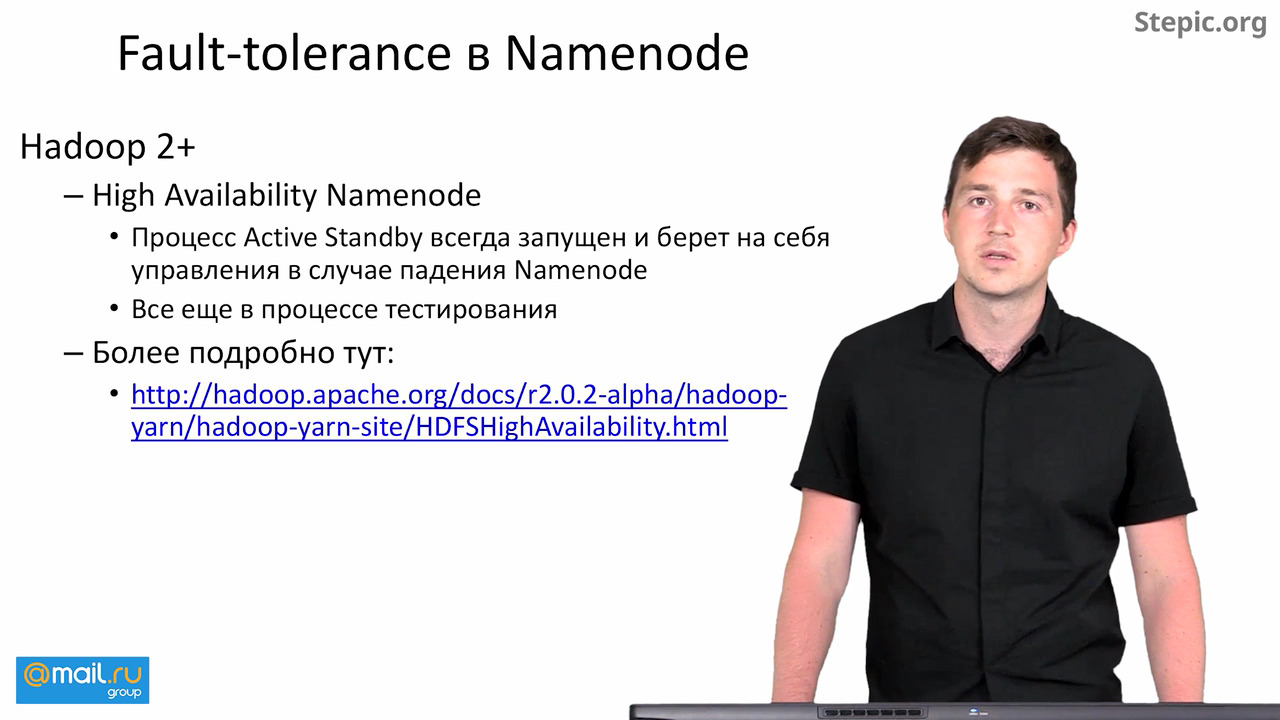 Stepic.org
Fault-tolerance в Namenode
Hadoop 2+
– High Availability Namenode
• Процесс Active Standby всегда запущен и берет на себя
управления в случае падения Namenode
• Все еще в процессе тестирования
– Более подробно тут:
• http://hadoop.apache.org/docs/r2.0.2-alpha/hadoop-
yarn/hadoop-yarn-site/HDFSHighAvailability.html
@mail.ru
group